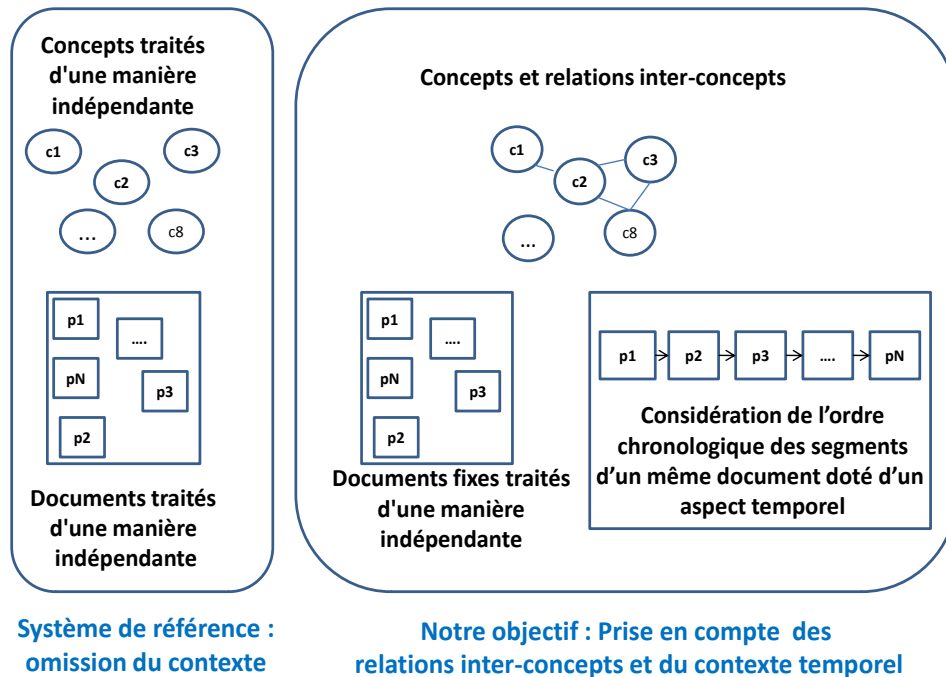 Concepts traités
d'une manière
indépendante
c1
c3
c2
...
c8
p1
....
pN
p3
p2
Documents traités
d'une manière
indépendante
Système de référence :
omission du contexte
Concepts et relations inter-concepts
c1
c3
c2
...
c8
p1
....
pN
p3
p2
Documents fixes traités
d'une manière
indépendante
p1
p2
p3
....
pN
Considération de l’ordre
chronologique des segments
d’un même document doté d’un
aspect temporel
Notre objectif : Prise en compte des
relations inter-concepts et du contexte temporel